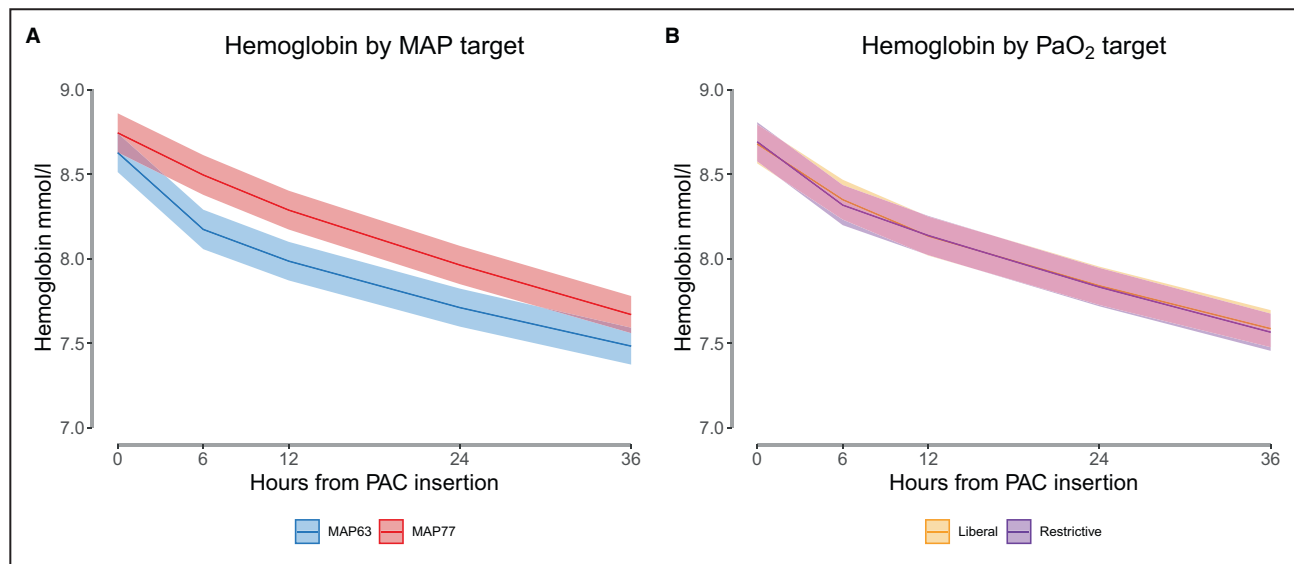 A
Hemoglobin by MAP target
9.0
8.5
8.0
7.5
7.0
Hemoglobin mmol/l
0 6 12 24 36
Hours from PAC insertion
MAP63 MAP77
B
Hemoglobin by PaO₂ target
9.0
8.5
8.0
7.5
7.0
Hemoglobin mmol/l
0 6 12 24 36
Hours from PAC insertion
Liberal Restrictive